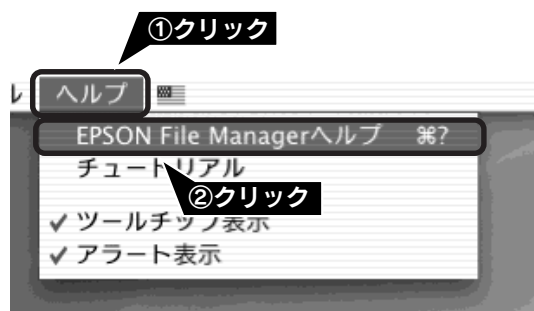 ①クリック
ル ヘルプ
EPSON File Managerヘルプ ⌘?
チュートリアル
②クリック
✓ ツールチップ表示
✓ アラート表示